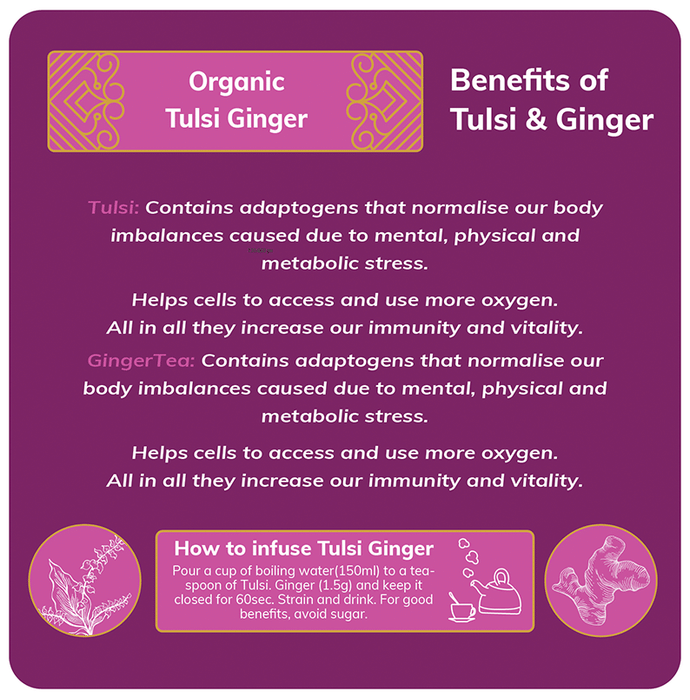 Organic
Tulsi Ginger
Benefits of
Tulsi & Ginger
Tulsi: Contains adaptogens that normalise our body
imbalances caused due to mental, physical and
metabolic stress.
Helps cells to access and use more oxygen.
All in all they increase our immunity and vitality.
GingerTea: Contains adaptogens that normalise our
body imbalances caused due to mental, physical and
metabolic stress.
Helps cells to access and use more oxygen.
All in all they increase our immunity and vitality.
How to infuse Tulsi Ginger
Pour a cup of boiling water(150ml) to a tea-
spoon of Tulsi. Ginger (1.5g) and keep it
closed for 60sec. Strain and drink. For good
benefits, avoid sugar.